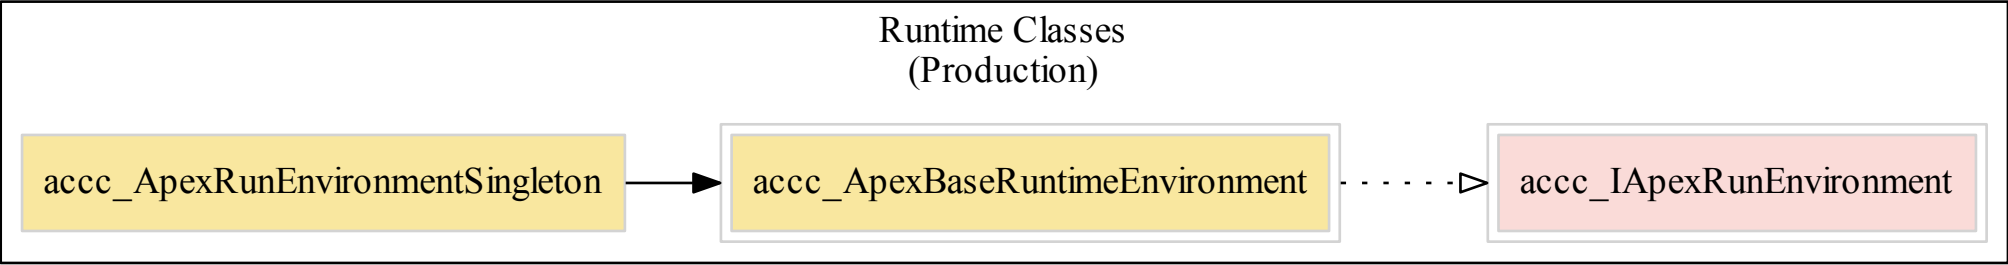 Runtime Classes
(Production)
accc_ApexRunEnvironmentSingleton
accc_ApexBaseRuntimeEnvironment
accc_IApexRunEnvironment